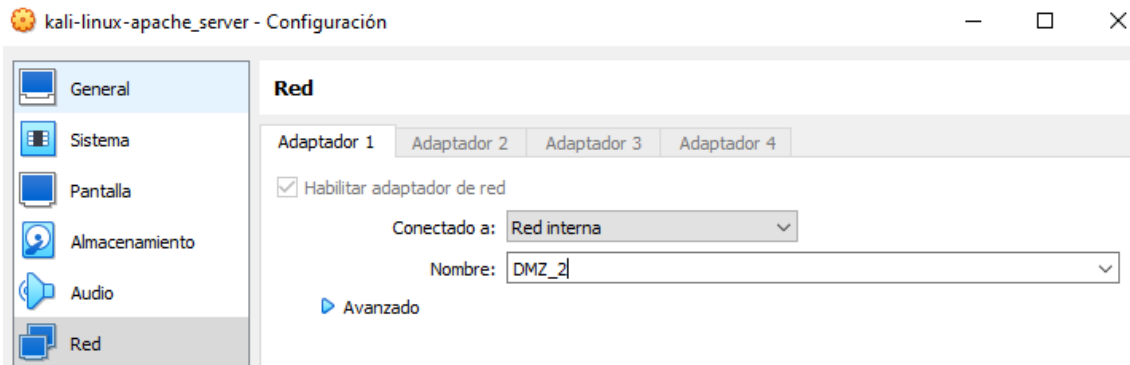 kali-linux-apache_server - Configuración
General
Sistema
Pantalla
Almacenamiento
Audio
Red
Red
Adaptador 1 Adaptador 2 Adaptador 3 Adaptador 4
Habilitar adaptador de red
Conectado a: Red interna
Nombre: DMZ_2
Avanzado